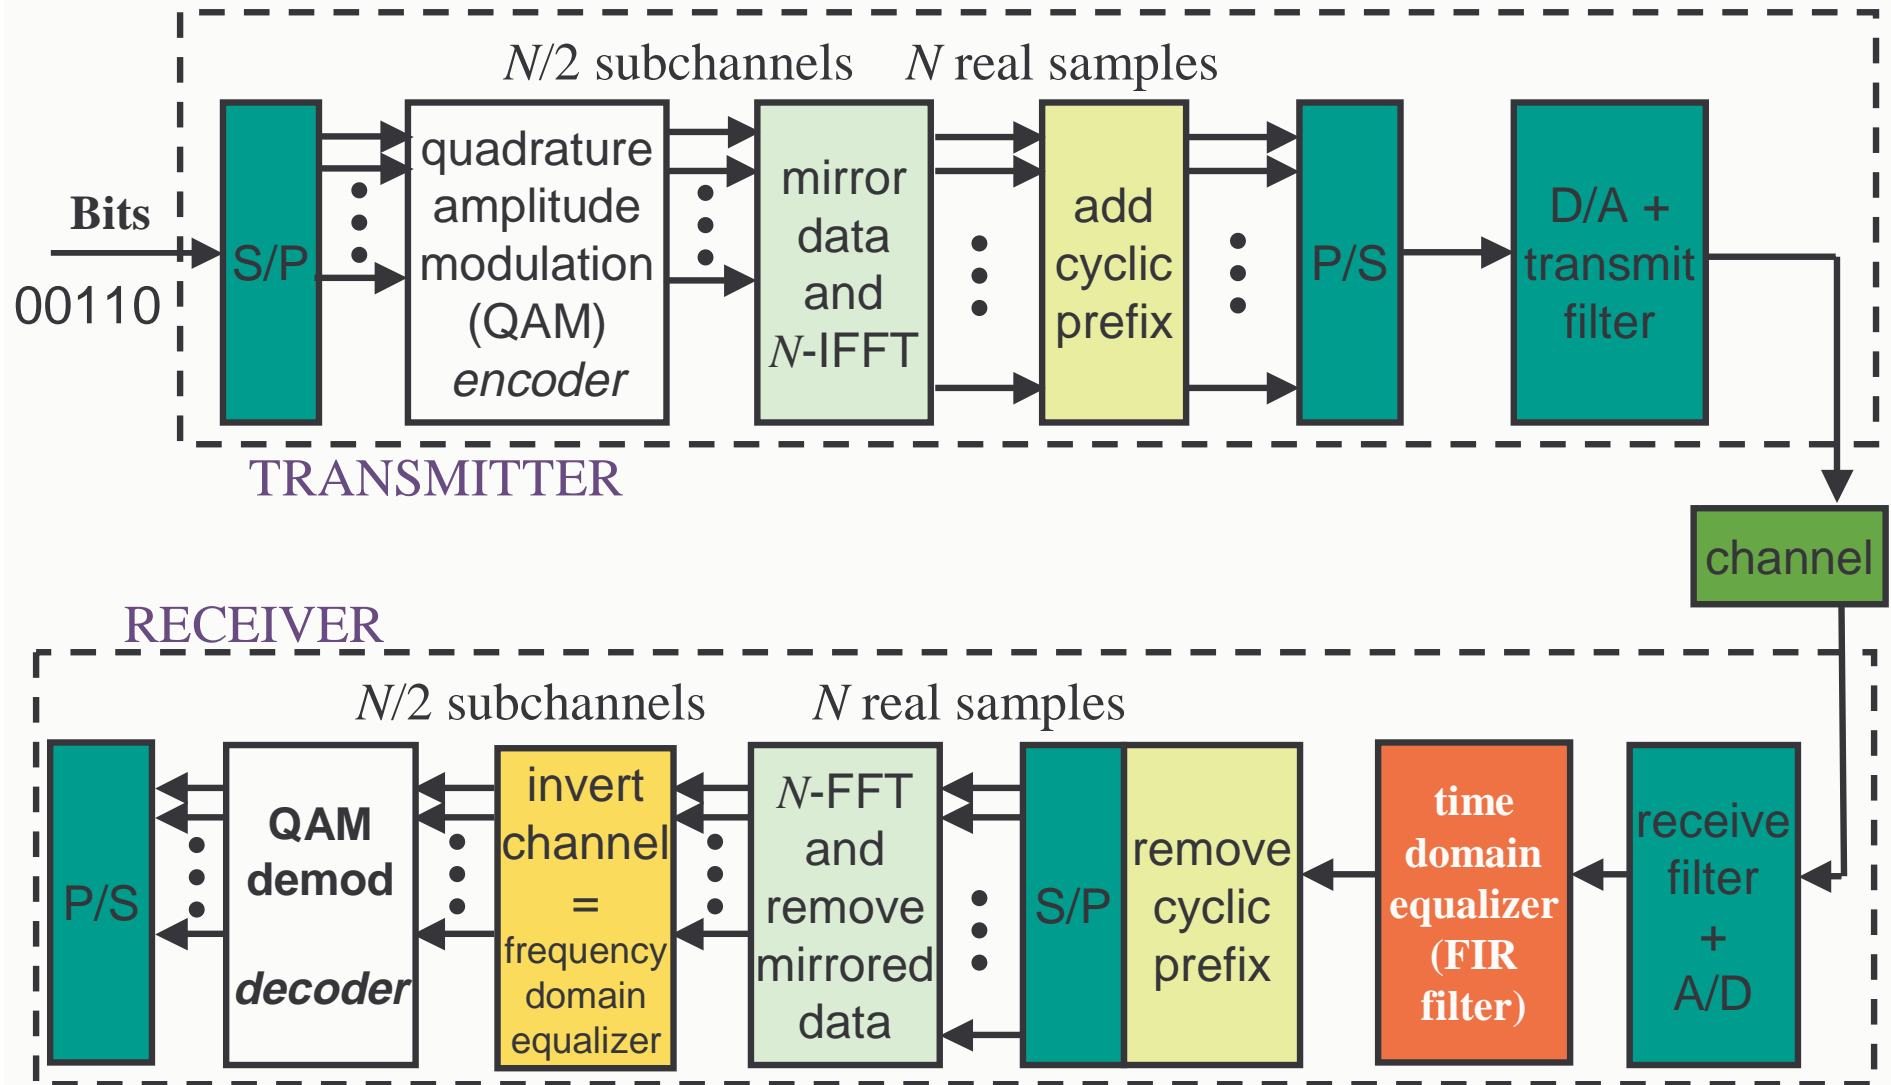 N/2 subchannels
N real samples
Bits
00110
S/P
quadrature
amplitude
modulation
(QAM)
encoder
mirror
data
and
N-IFFT
add
cyclic
prefix
P/S
D/A +
transmit
filter
TRANSMITTER
channel
RECEIVER
N/2 subchannels
N real samples
P/S
QAM
demod
decoder
invert
channel
=
frequency
domain
equalizer
N-FFT
and
remove
mirrored
data
S/P
remove
cyclic
prefix
time
domain
equalizer
(FIR
filter)
receive
filter
+
A/D